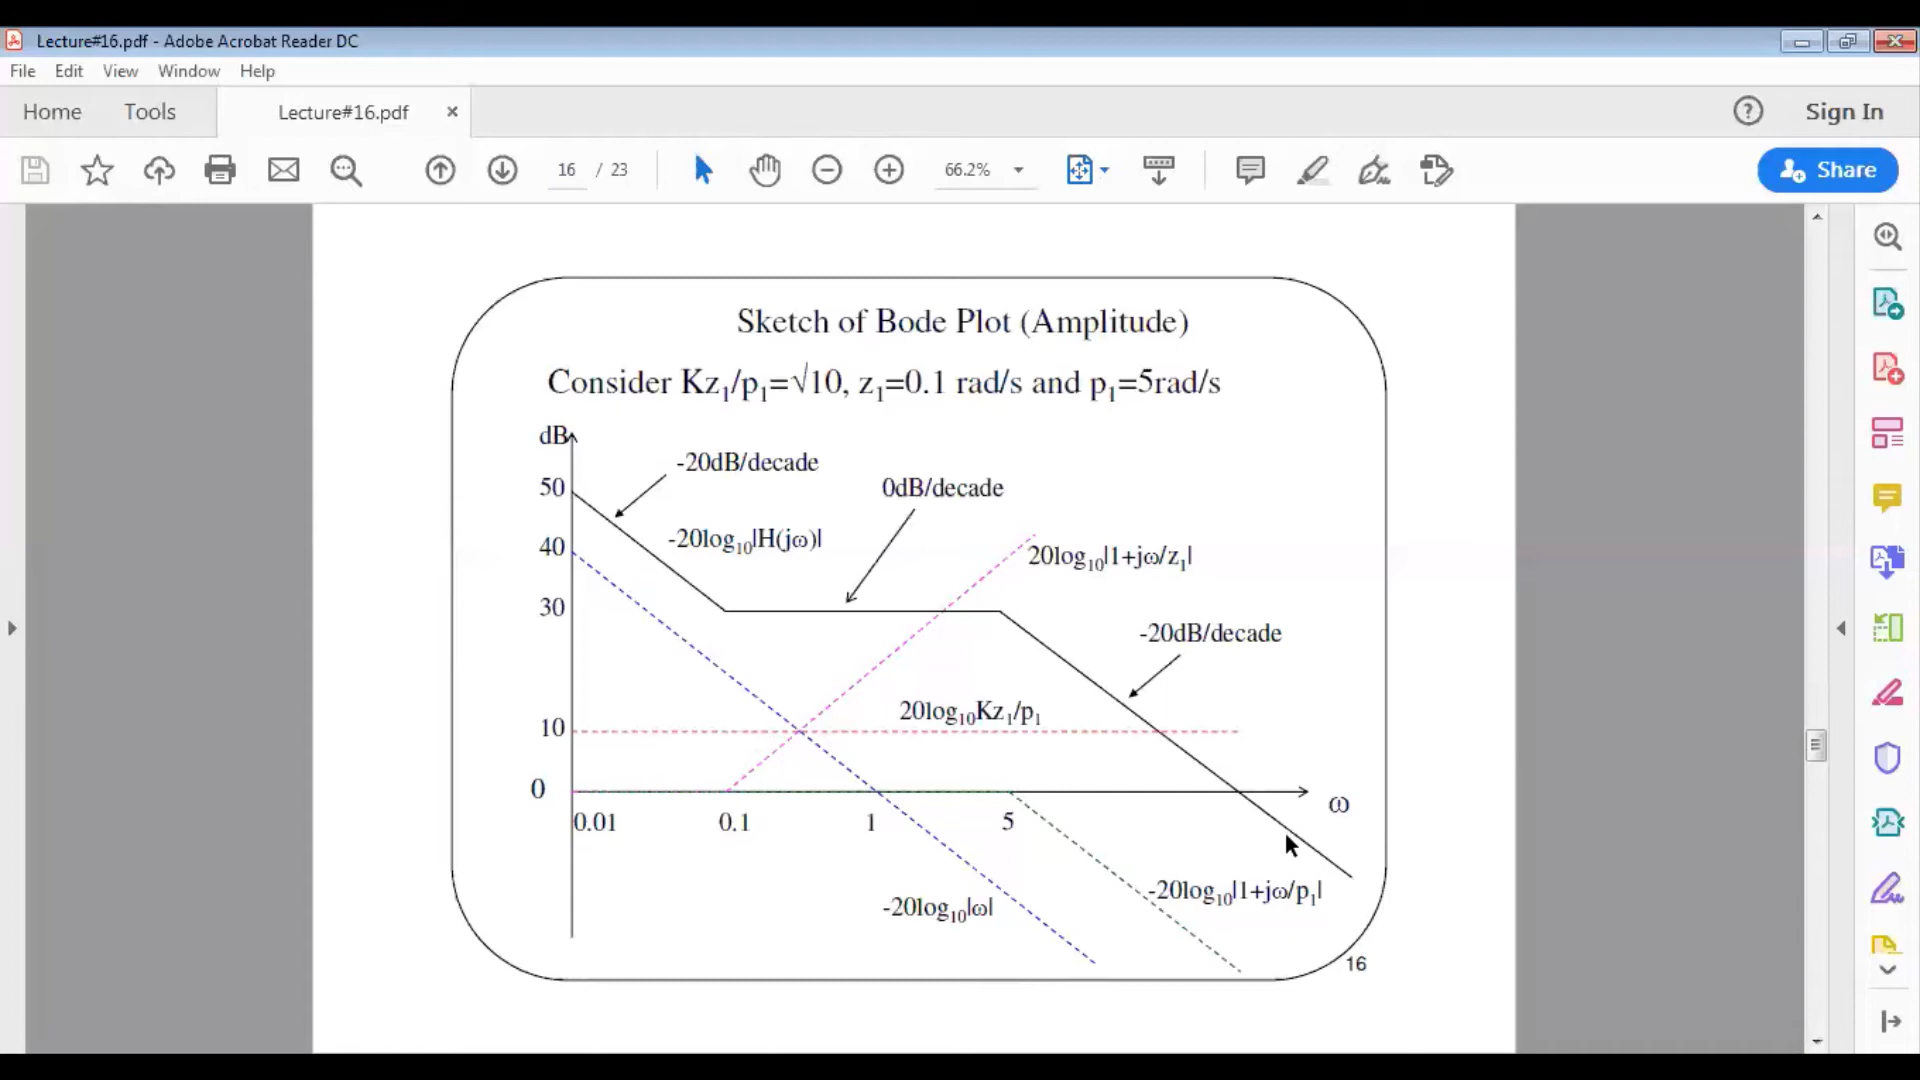 Lecture#16.pdf - Adobe Acrobat Reader DC
File Edit View Window Help
Home Tools Lecture#16.pdf × Sign In
16 / 23 66.2% Share
Sketch of Bode Plot (Amplitude)
Consider Kz₁/p₁=√10, z₁=0.1 rad/s and p₁=5rad/s
dB
-20dB/decade
50
0dB/decade
-20log₁₀|H(jω)|
40
20log₁₀|1+jω/z₁|
30
-20dB/decade
20log₁₀Kz₁/p₁
10
0
ω
0.01 0.1 1 5
-20log₁₀|1+jω/p₁|
-20log₁₀|ω|
16